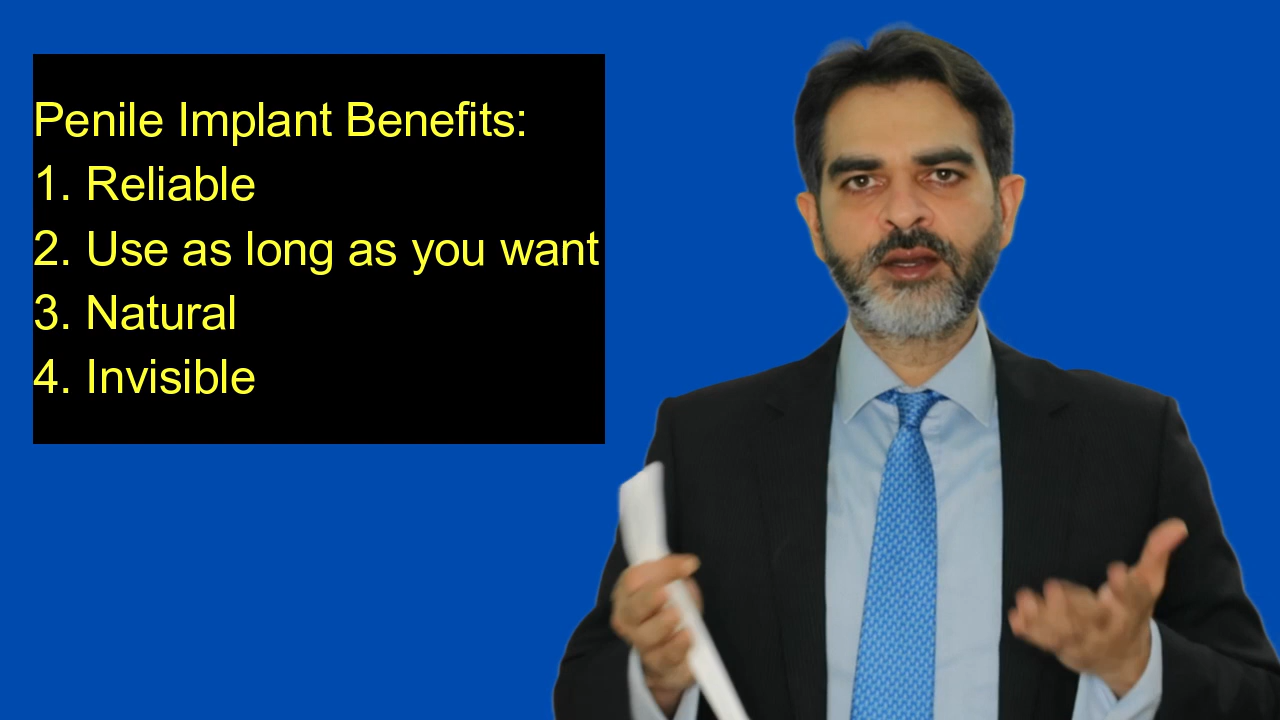 Penile Implant Benefits:
1. Reliable
2. Use as long as you want
3. Natural
4. Invisible